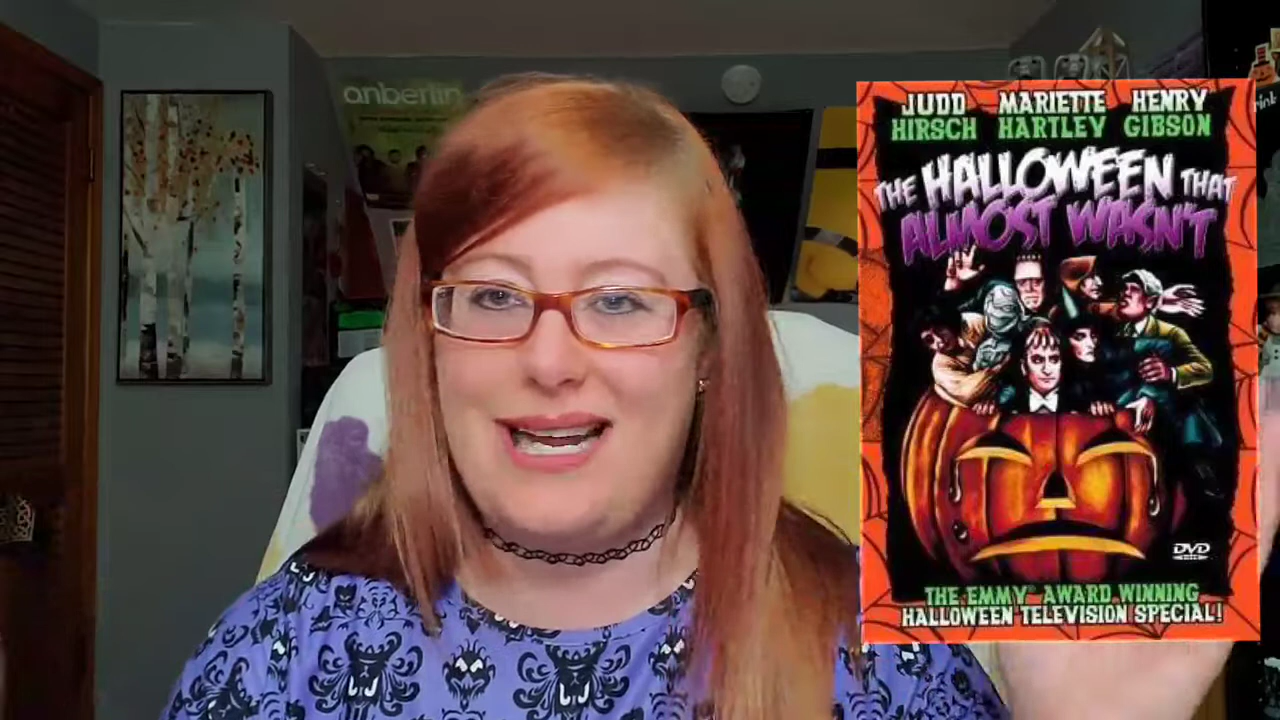 anberlin
JUDD MARIETTE HENRY
HIRSCH HARTLEY GIBSON
THE HALLOWEEN THAT
ALMOST WASN'T
DVD
THE EMMY AWARD WINNING
HALLOWEEN TELEVISION SPECIAL!